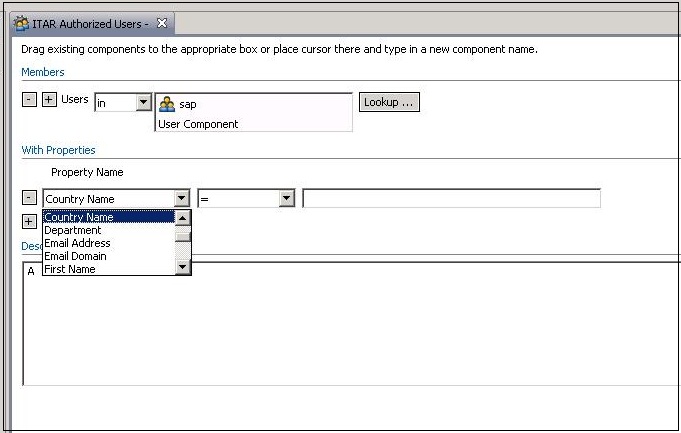 ITAR Authorized Users -
Drag existing components to the appropriate box or place cursor there and type in a new component name.
Members
- + Users in sap Lookup ...
User Component
With Properties
Property Name
- Country Name =
Country Name
+
Department
Email Address
Email Domain
First Name
A